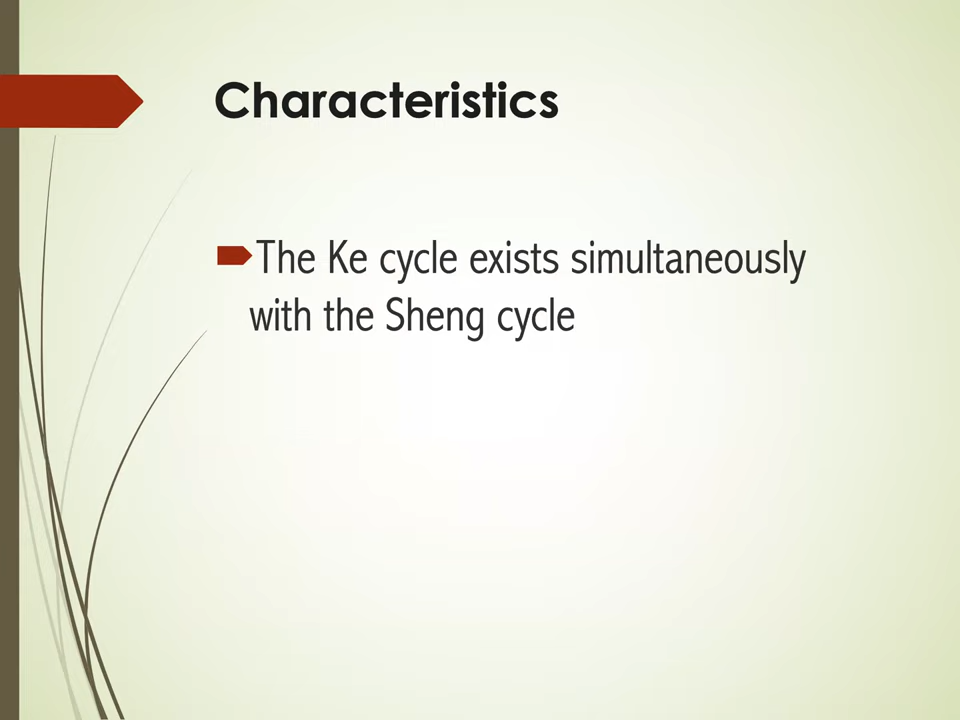 Characteristics
The Ke cycle exists simultaneously
with the Sheng cycle